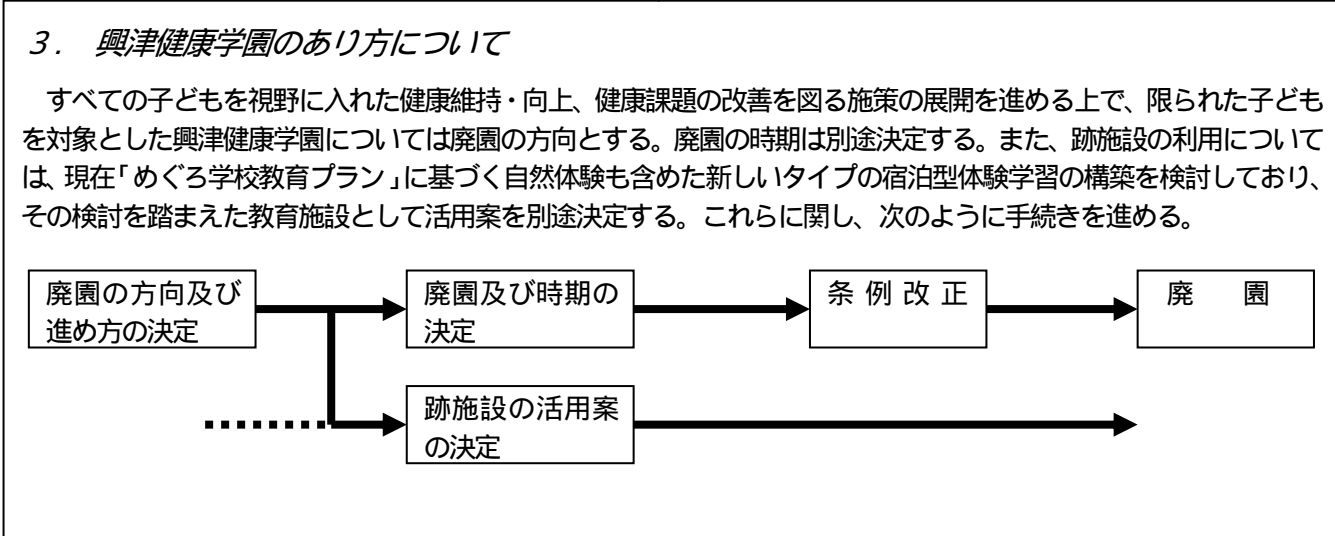 ３．　興津健康学園のあり方について
　すべての子どもを視野に入れた健康維持・向上、健康課題の改善を図る施策の展開を進める上で、限られた子ども
を対象とした興津健康学園については廃園の方向とする。廃園の時期は別途決定する。また、跡施設の利用について
は、現在「めぐろ学校教育プラン」に基づく自然体験も含めた新しいタイプの宿泊型体験学習の構築を検討しており、
その検討を踏まえた教育施設として活用案を別途決定する。これらに関し、次のように手続きを進める。
廃園の方向及び
進め方の決定
廃園及び時期の
決定
条 例 改 正
廃　　園
跡施設の活用案
の決定